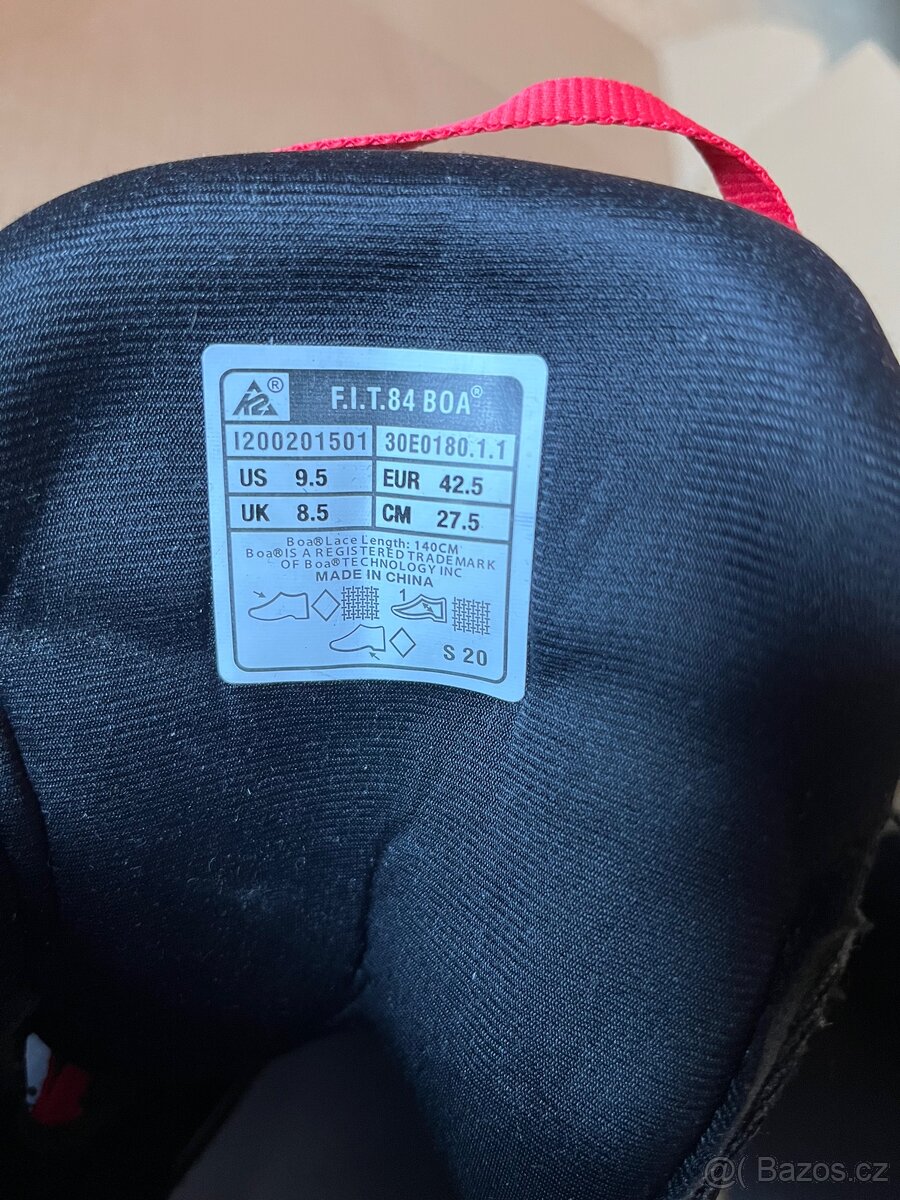 K2® F.I.T.84 BOA®
I200201501 30E0180.1.1
US 9.5 EUR 42.5
UK 8.5 CM 27.5
Boa®Lace Length: 140CM
Boa®IS A REGISTERED TRADEMARK
OF Boa®TECHNOLOGY INC
MADE IN CHINA
1
S 20
@( Bazos.cz